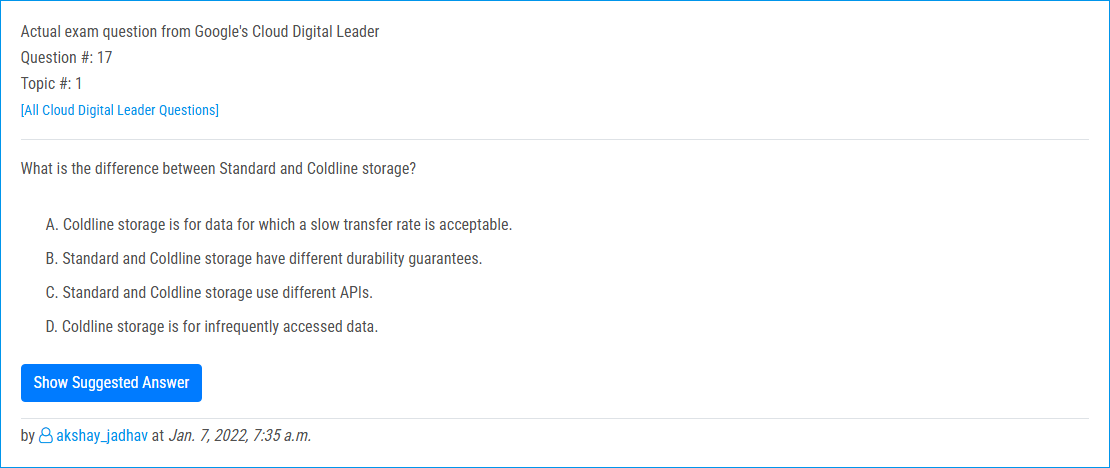 Actual exam question from Google's Cloud Digital Leader
Question #: 17
Topic #: 1
[All Cloud Digital Leader Questions]
What is the difference between Standard and Coldline storage?
A. Coldline storage is for data for which a slow transfer rate is acceptable.
B. Standard and Coldline storage have different durability guarantees.
C. Standard and Coldline storage use different APIs.
D. Coldline storage is for infrequently accessed data.
Show Suggested Answer
by akshay_jadhav at Jan. 7, 2022, 7:35 a.m.